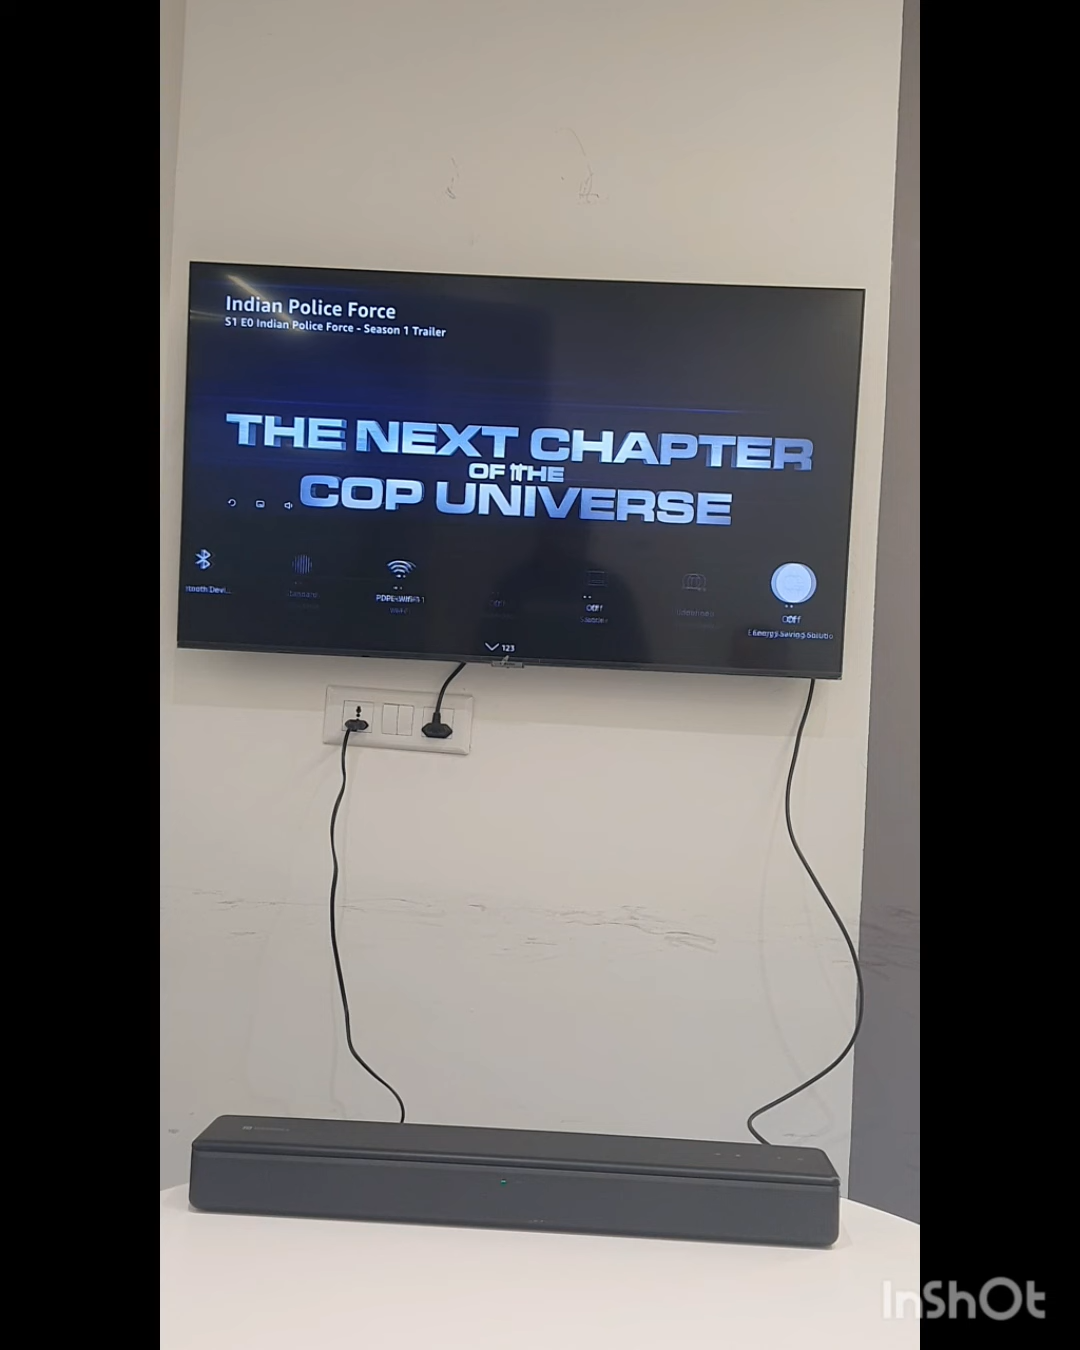 Indian Police Force
S1 E0 Indian Police Force - Season 1 Trailer
THE NEXT CHAPTER
OF THE
COP UNIVERSE
Off
Off
123
InShOt